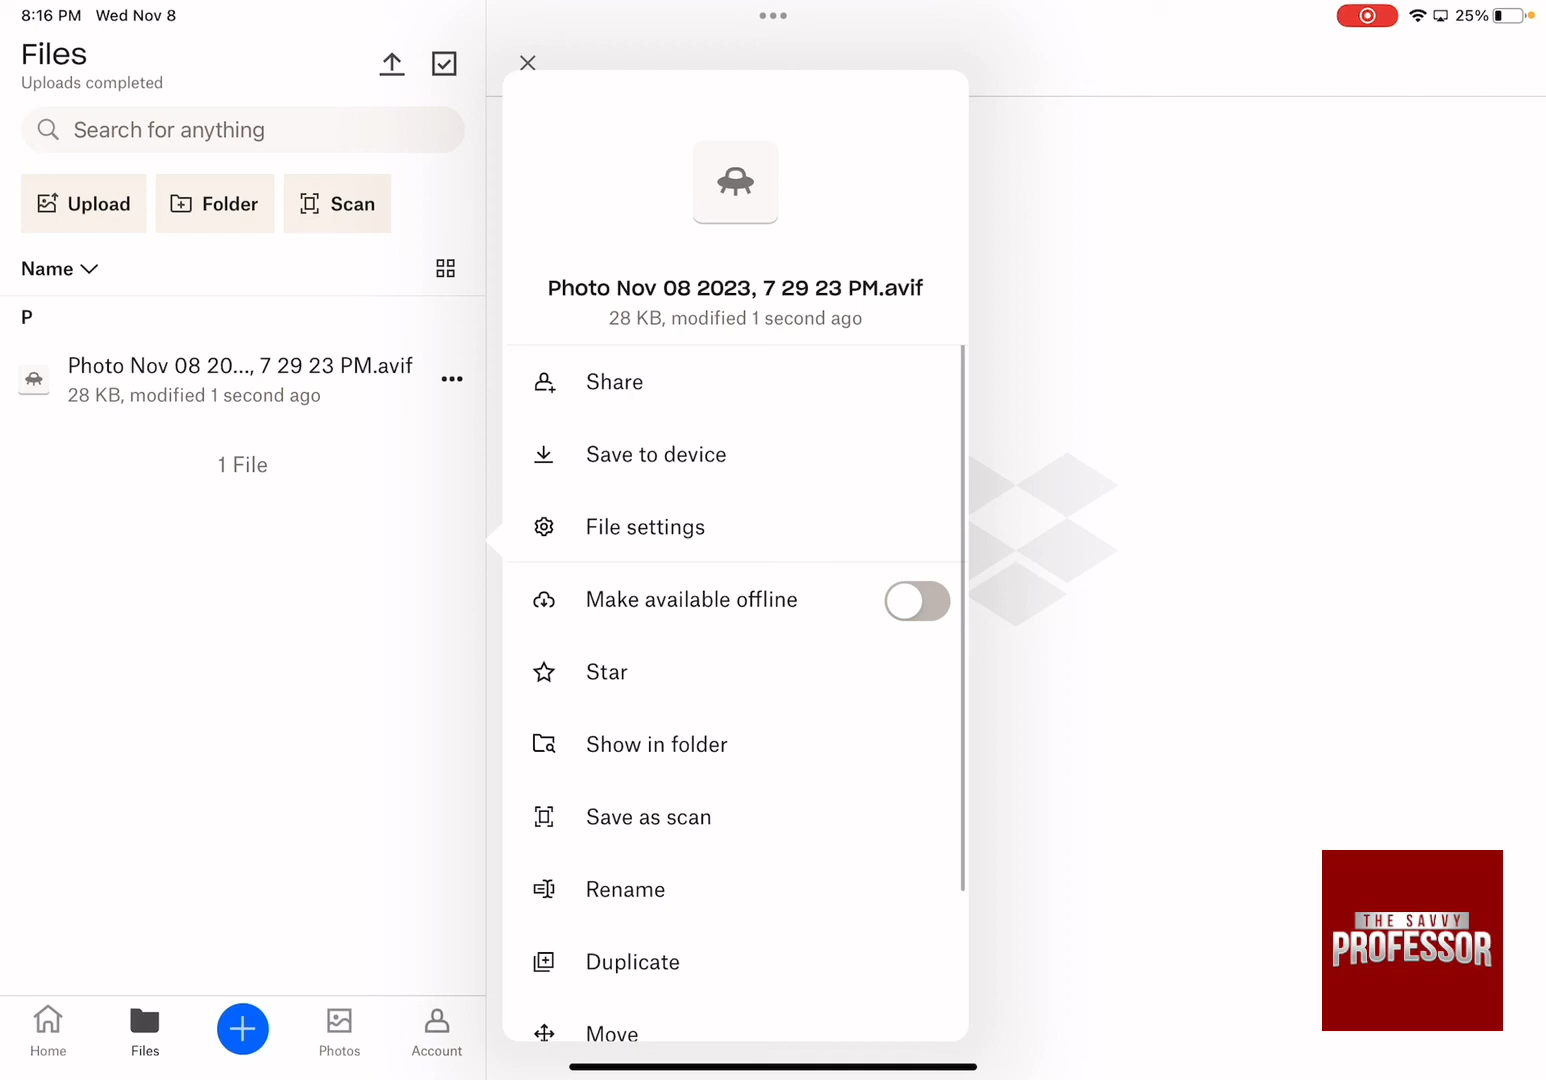 8:16 PM Wed Nov 8
25%
Files
Uploads completed
Search for anything
Upload
Folder
Scan
Name
P
Photo Nov 08 20..., 7 29 23 PM.avif
28 KB, modified 1 second ago
1 File
Home
Files
Photos
Account
Photo Nov 08 2023, 7 29 23 PM.avif
28 KB, modified 1 second ago
Share
Save to device
File settings
Make available offline
Star
Show in folder
Save as scan
Rename
Duplicate
Move
THE SAVVY
PROFESSOR